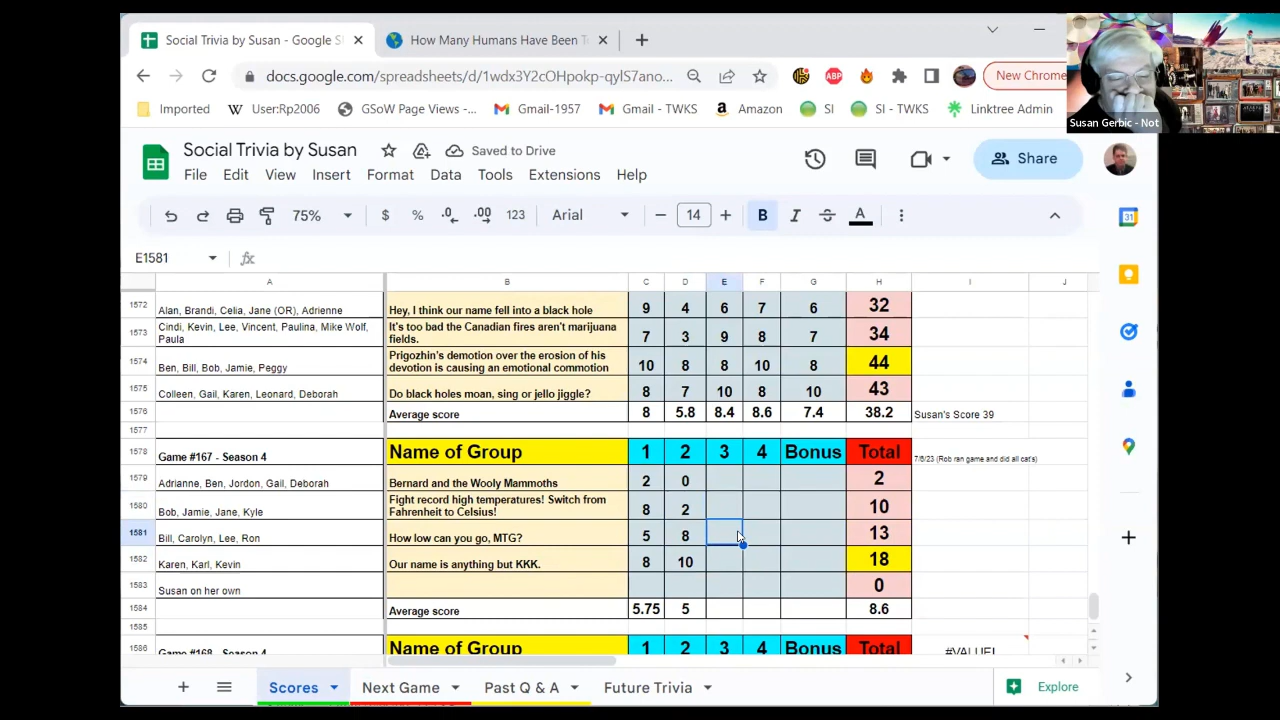 Social Trivia by Susan - Google S
How Many Humans Have Been T
docs.google.com/spreadsheets/d/1wdx3Y2cOHpokp-qylS7ano...
New Chrome
Imported
User:Rp2006
GSoW Page Views -...
Gmail-1957
Gmail - TWKS
Amazon
SI
SI - TWKS
Linktree Admin
Susan Gerbic - Not
Social Trivia by Susan
Saved to Drive
Share
File Edit View Insert Format Data Tools Extensions Help
75% $ % .0 .00 123 Arial 14 B I A
31
E1581 fx
A B C D E F G H I J
1572 Alan, Brandi, Celia, Jane (OR), Adrienne Hey, I think our name fell into a black hole 9 4 6 7 6 32
1573 Cindi, Kevin, Lee, Vincent, Paulina, Mike Wolf, Paula It's too bad the Canadian fires aren't marijuana fields. 7 3 9 8 7 34
1574 Ben, Bill, Bob, Jamie, Peggy Prigozhin's demotion over the erosion of his devotion is causing an emotional commotion 10 8 8 10 8 44
1575 Colleen, Gail, Karen, Leonard, Deborah Do black holes moan, sing or jello jiggle? 8 7 10 8 10 43
1576 Average score 8 5.8 8.4 8.6 7.4 38.2 Susan's Score 39
1577
1578 Game #167 - Season 4 Name of Group 1 2 3 4 Bonus Total 7/6/23 (Rob ran game and did all cat's)
1579 Adrianne, Ben, Jordon, Gail, Deborah Bernard and the Wooly Mammoths 2 0 2
1580 Bob, Jamie, Jane, Kyle Fight record high temperatures! Switch from Fahrenheit to Celsius! 8 2 10
1581 Bill, Carolyn, Lee, Ron How low can you go, MTG? 5 8 13
1582 Karen, Karl, Kevin Our name is anything but KKK. 8 10 18
1583 Susan on her own 0
1584 Average score 5.75 5 8.6
1585
1586 Game #168 - Season 4 Name of Group 1 2 3 4 Bonus Total #VALUE!
Scores Next Game Past Q & A Future Trivia Explore